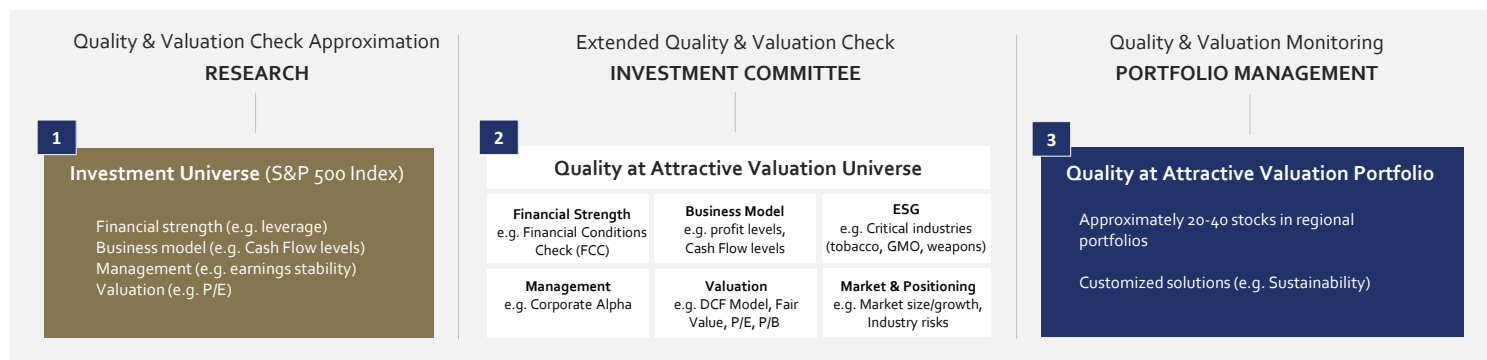 Quality & Valuation Check Approximation
RESEARCH
1
Investment Universe (S&P 500 Index)
Financial strength (e.g. leverage)
Business model (e.g. Cash Flow levels)
Management (e.g. earnings stability)
Valuation (e.g. P/E)
Extended Quality & Valuation Check
INVESTMENT COMMITTEE
2
Quality at Attractive Valuation Universe
Financial Strength
e.g. Financial Conditions
Check (FCC)
Business Model
e.g. profit levels,
Cash Flow levels
ESG
e.g. Critical industries
(tobacco, GMO, weapons)
Management
e.g. Corporate Alpha
Valuation
e.g. DCF Model, Fair
Value, P/E, P/B
Market & Positioning
e.g. Market size/growth,
Industry risks
Quality & Valuation Monitoring
PORTFOLIO MANAGEMENT
3
Quality at Attractive Valuation Portfolio
Approximately 20-40 stocks in regional
portfolios
Customized solutions (e.g. Sustainability)